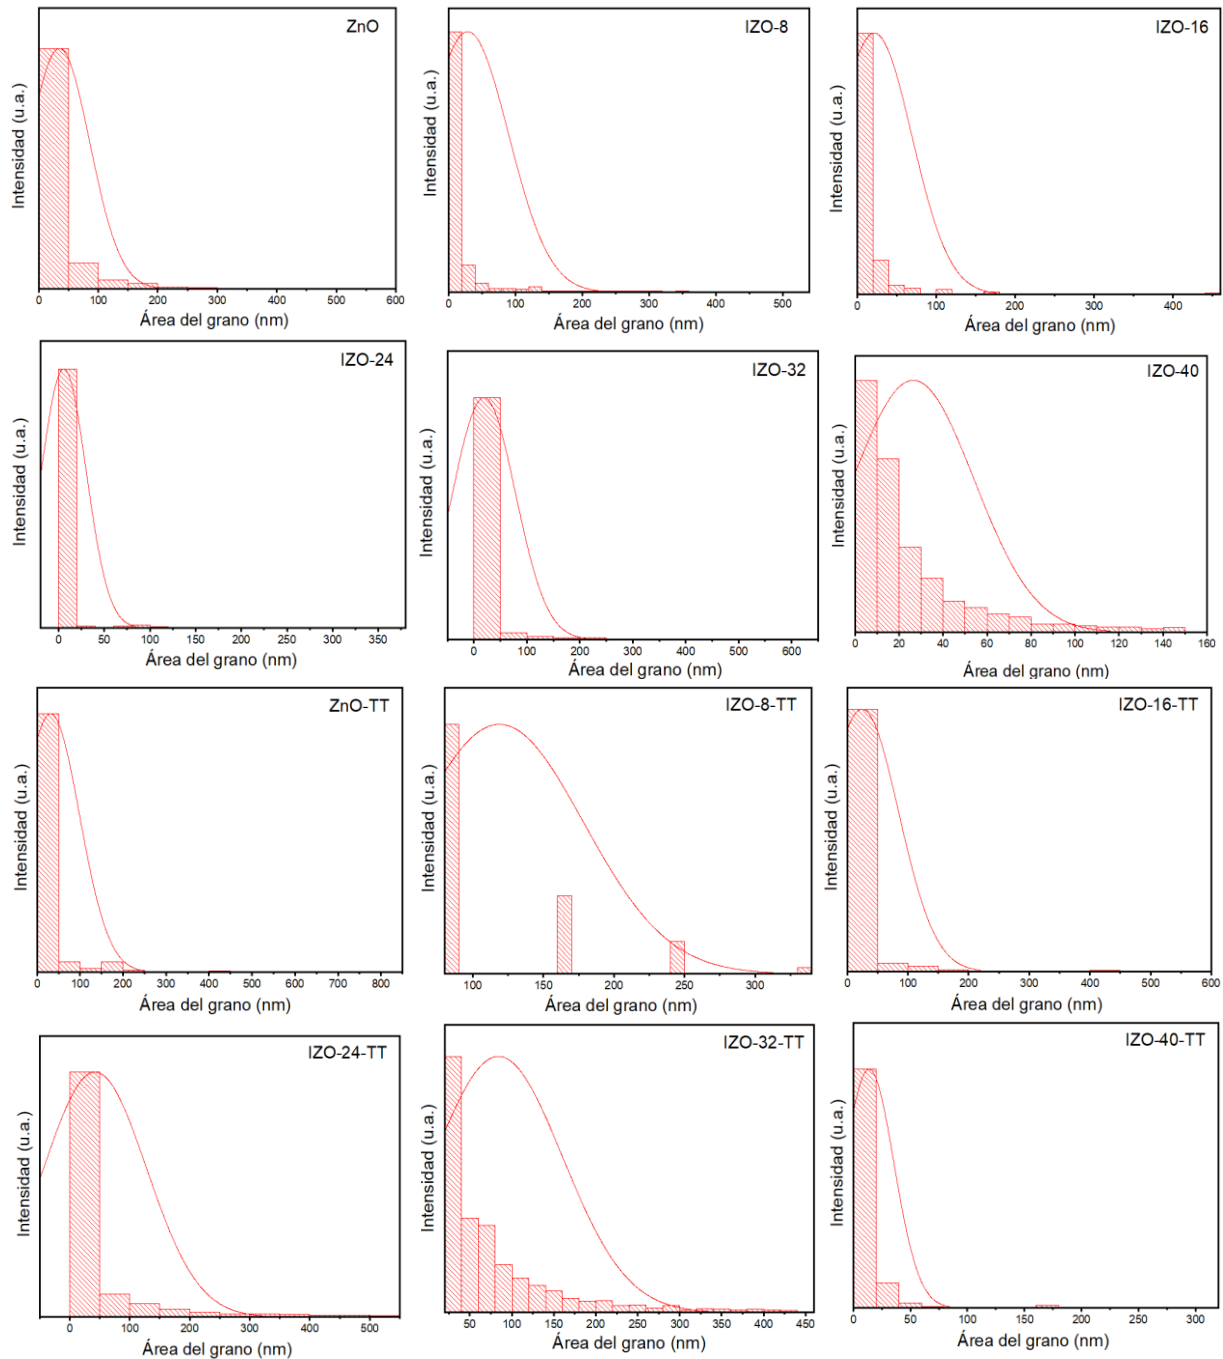 ZnO
Intensidad (u.a.)
0 100 200 300 400 500 600
Área del grano (nm)
IZO-8
Intensidad (u.a.)
0 100 200 300 400 500
Área del grano (nm)
IZO-16
Intensidad (u.a.)
0 100 200 300 400
Área del grano (nm)
IZO-24
Intensidad (u.a.)
0 50 100 150 200 250 300 350
Área del grano (nm)
IZO-32
Intensidad (u.a.)
0 100 200 300 400 500 600
Área del grano (nm)
IZO-40
Intensidad (u.a.)
0 20 40 60 80 100 120 140 160
Área del grano (nm)
ZnO-TT
Intensidad (u.a.)
0 100 200 300 400 500 600 700 800
Área del grano (nm)
IZO-8-TT
Intensidad (u.a.)
100 150 200 250 300
Área del grano (nm)
IZO-16-TT
Intensidad (u.a.)
0 100 200 300 400 500 600
Área del grano (nm)
IZO-24-TT
Intensidad (u.a.)
0 100 200 300 400 500
Área del grano (nm)
IZO-32-TT
Intensidad (u.a.)
50 100 150 200 250 300 350 400 450
Área del grano (nm)
IZO-40-TT
Intensidad (u.a.)
0 50 100 150 200 250 300
Área del grano (nm)